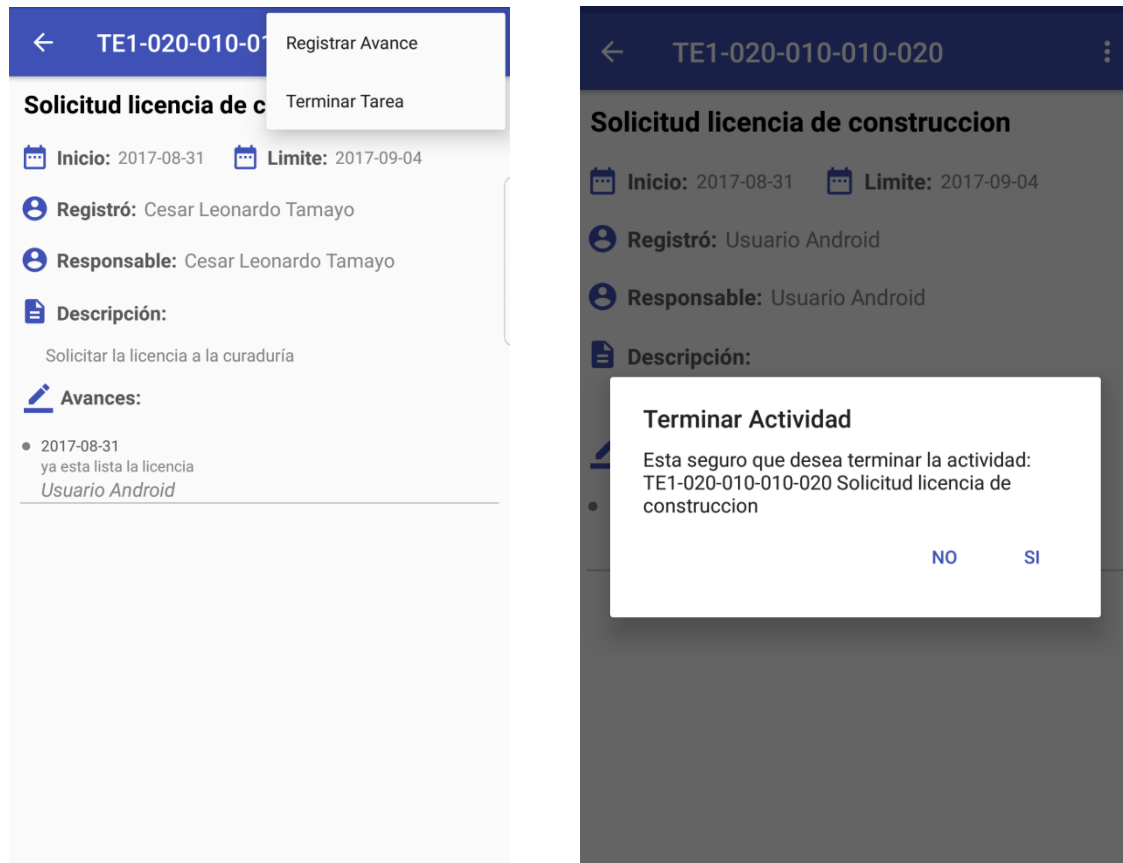 TE1-020-010-01
Registrar Avance
Terminar Tarea
Solicitud licencia de c
Inicio: 2017-08-31 Limite: 2017-09-04
Registró: Cesar Leonardo Tamayo
Responsable: Cesar Leonardo Tamayo
Descripción:
Solicitar la licencia a la curaduría
Avances:
2017-08-31
ya esta lista la licencia
Usuario Android
TE1-020-010-010-020
Solicitud licencia de construccion
Inicio: 2017-08-31 Limite: 2017-09-04
Registró: Usuario Android
Responsable: Usuario Android
Descripción:
Terminar Actividad
Esta seguro que desea terminar la actividad:
TE1-020-010-010-020 Solicitud licencia de
construccion
NO SI